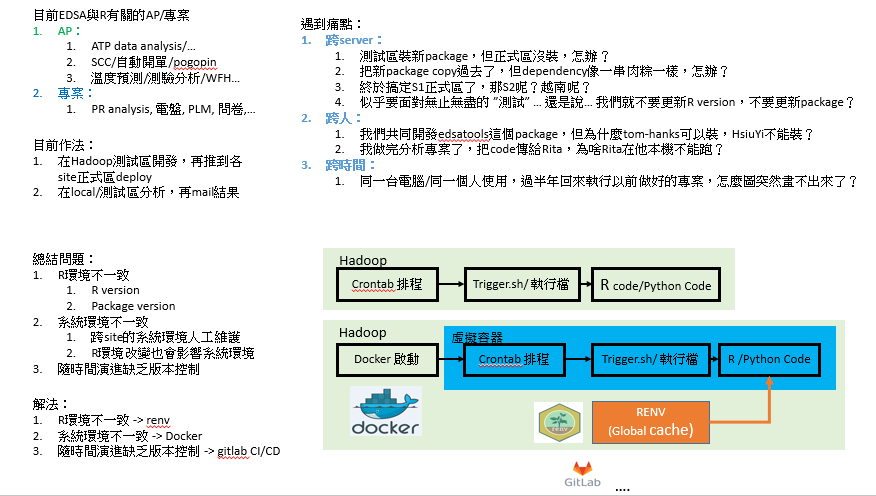 目前EDSA與R有關的AP/專案
1. AP：
1. ATP data analysis/…
2. SCC/自動開單/pogopin
3. 溫度預測/測驗分析/WFH…
2. 專案：
1. PR analysis, 電盤, PLM, 問卷,…
目前作法：
1. 在Hadoop測試區開發，再推到各
site正式區deploy
2. 在local/測試區分析，再mail結果
遇到痛點：
1. 跨server：
1. 測試區裝新package，但正式區沒裝，怎辦？
2. 把新package copy過去了，但dependency像一串肉粽一樣，怎辦？
3. 終於搞定S1正式區了，那S2呢？越南呢？
4. 似乎要面對無止無盡的 “測試” … 還是說… 我們就不要更新R version，不要更新package？
2. 跨人：
1. 我們共同開發edsatools這個package，但為什麼tom-hanks可以裝，HsiuYi不能裝？
2. 我做完分析專案了，把code傳給Rita，為啥Rita在他本機不能跑？
3. 跨時間：
1. 同一台電腦/同一個人使用，過半年回來執行以前做好的專案，怎麼圖突然畫不出來了？
總結問題：
1. R環境不一致
1. R version
2. Package version
2. 系統環境不一致
1. 跨site的系統環境人工維護
2. R環境改變也會影響系統環境
3. 隨時間演進缺乏版本控制
解法：
1. R環境不一致 -> renv
2. 系統環境不一致 -> Docker
3. 隨時間演進缺乏版本控制 -> gitlab CI/CD
Hadoop
Crontab 排程
Trigger.sh/ 執行檔
R code/Python Code
Hadoop
虛擬容器
Docker 啟動
Crontab 排程
Trigger.sh/ 執行檔
R /Python Code
docker
renv
RENV
(Global cache)
GitLab
....